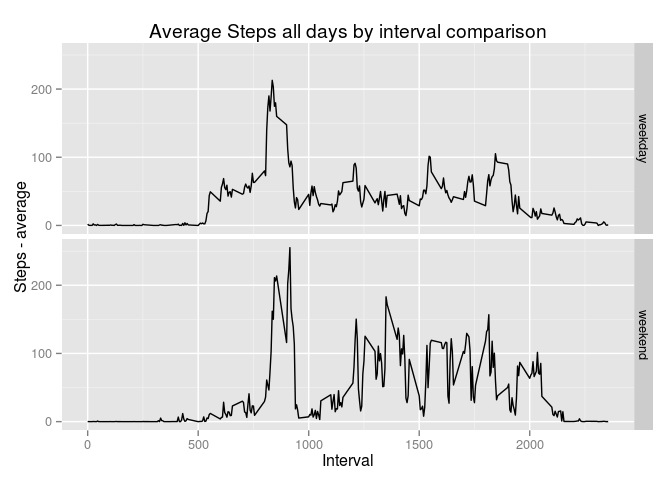 Average Steps all days by interval comparison
Steps - average
200
100
0
weekday
200
100
0
weekend
0 500 1000 1500 2000
Interval